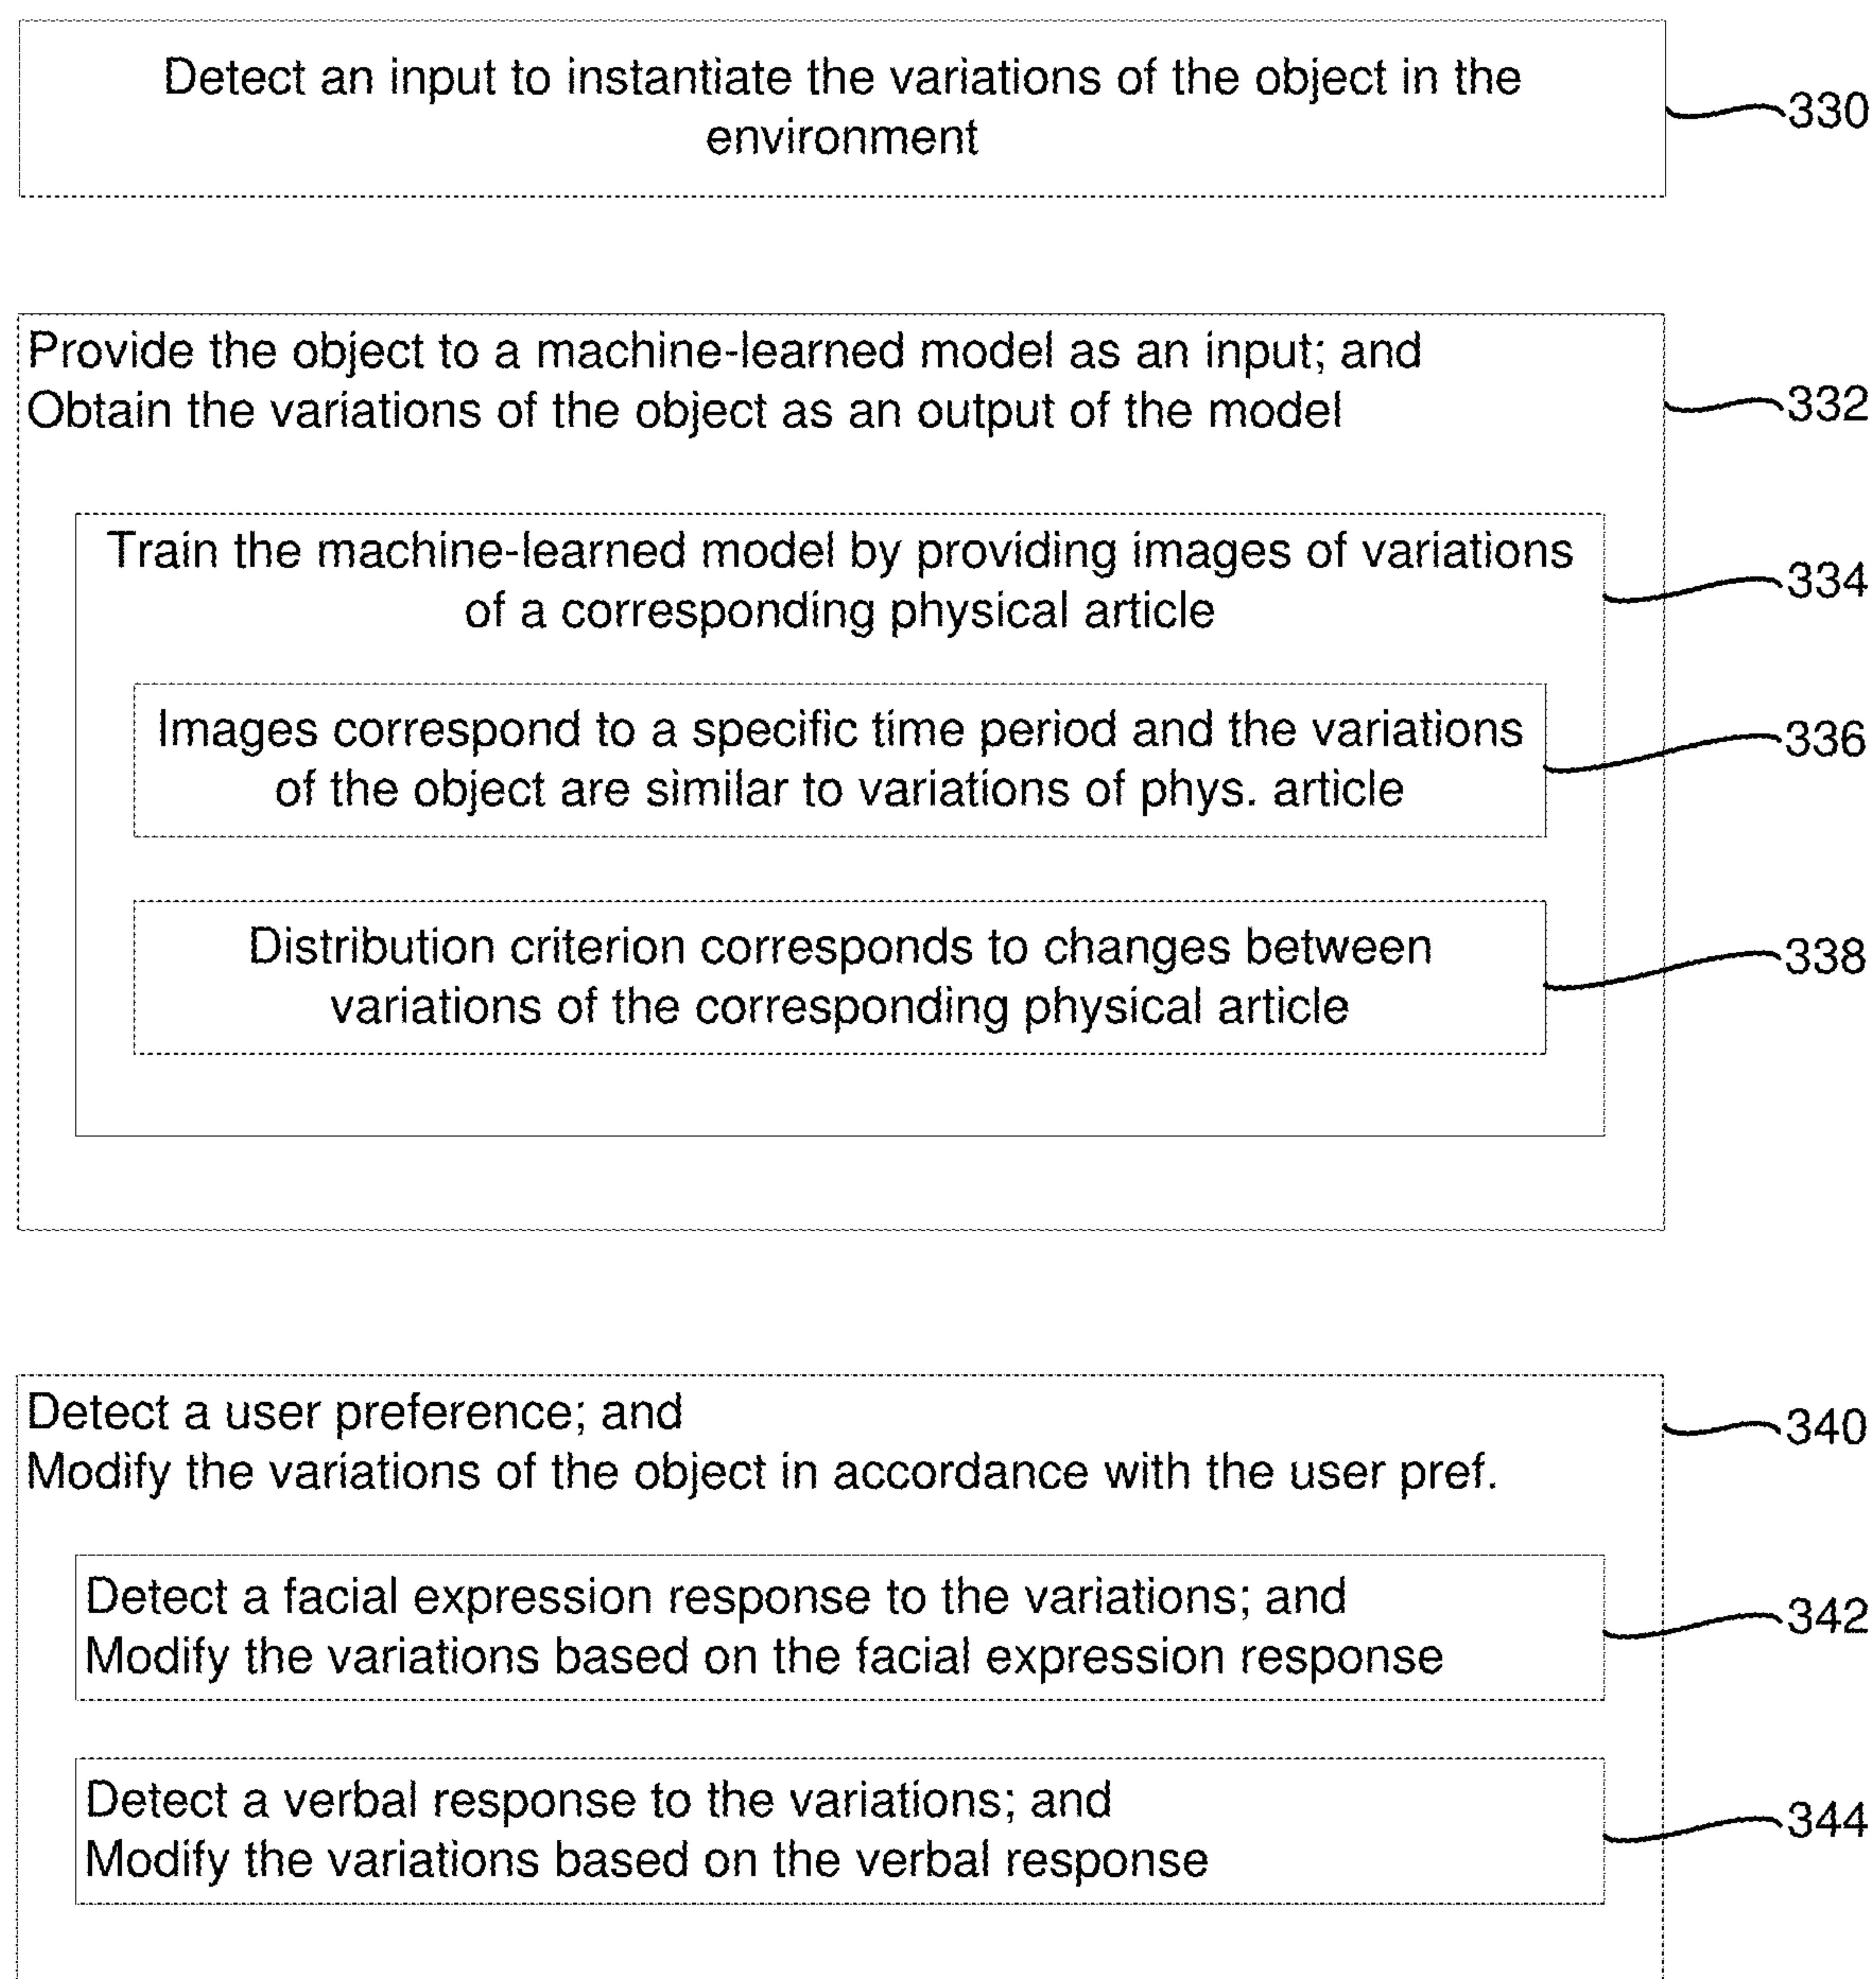 Detect an input to instantiate the variations of the object in the
environment
330
Provide the object to a machine-learned model as an input; and
Obtain the variations of the object as an output of the model
332
Train the machine-learned model by providing images of variations
of a corresponding physical article
334
Images correspond to a specific time period and the variations
of the object are similar to variations of phys. article
336
Distribution criterion corresponds to changes between
variations of the corresponding physical article
338
Detect a user preference; and
Modify the variations of the object in accordance with the user pref.
340
Detect a facial expression response to the variations; and
Modify the variations based on the facial expression response
342
Detect a verbal response to the variations; and
Modify the variations based on the verbal response
344